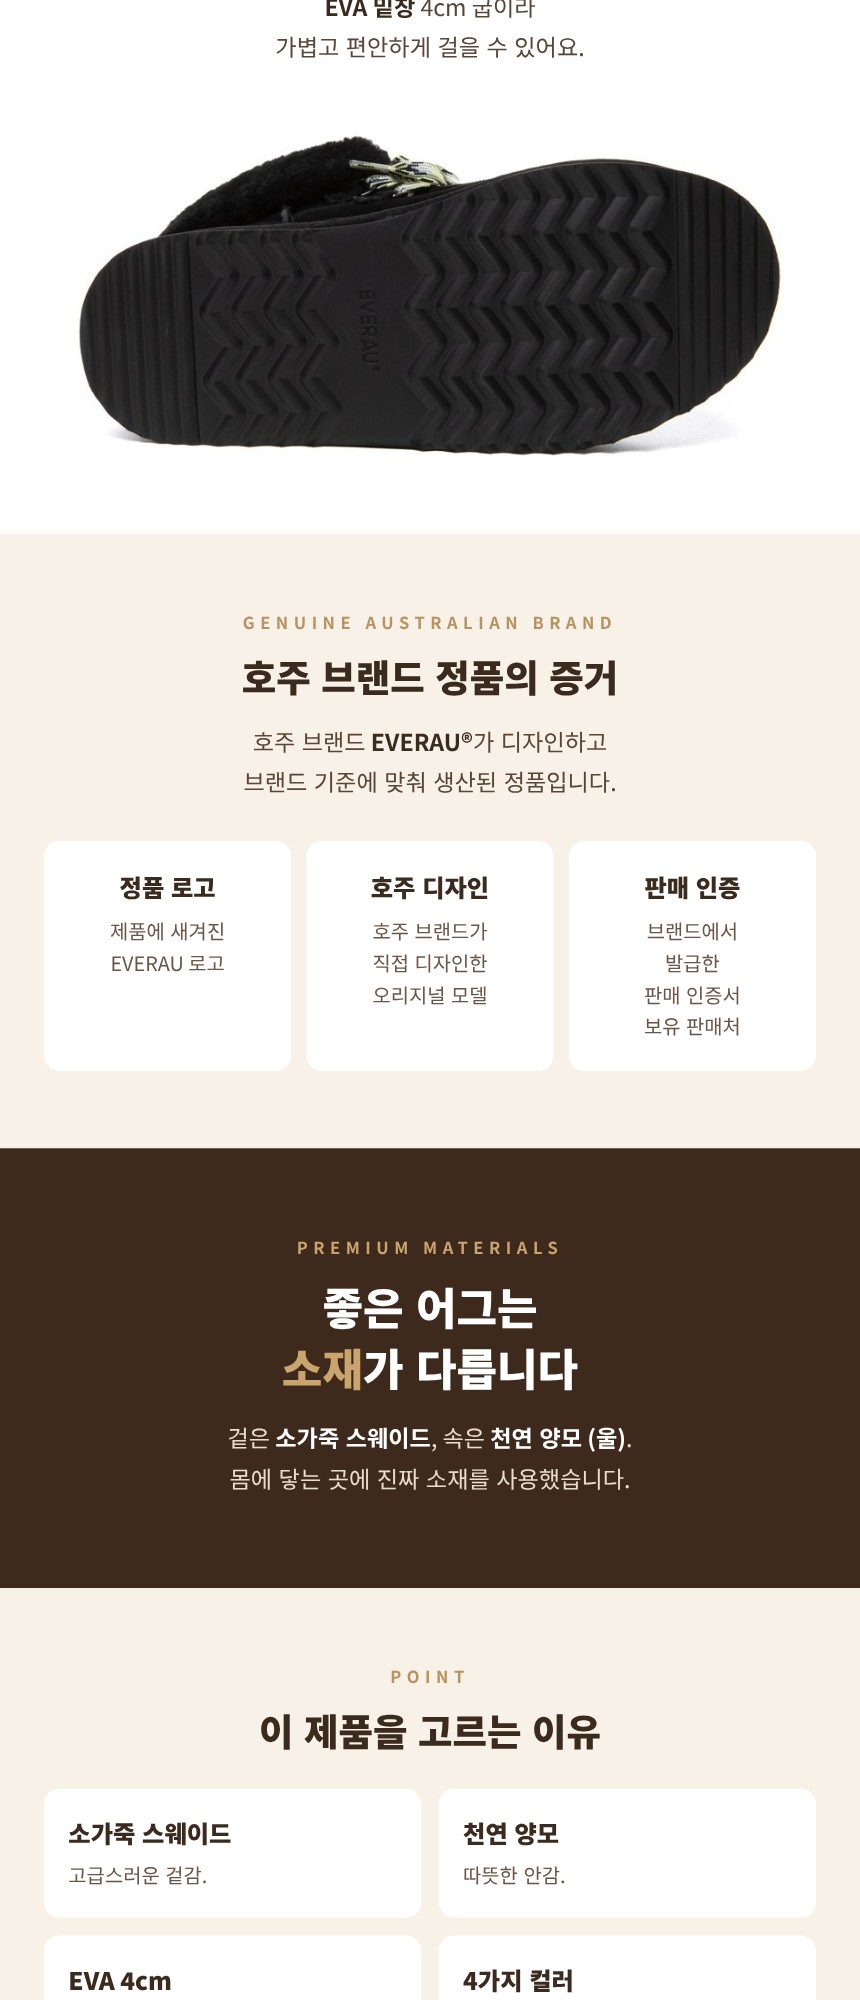 EVA 밑창 4cm 굽이라
가볍고 편안하게 걸을 수 있어요.
EVERAU
GENUINE AUSTRALIAN BRAND
호주 브랜드 정품의 증거
호주 브랜드 EVERAU®가 디자인하고
브랜드 기준에 맞춰 생산된 정품입니다.
정품 로고
제품에 새겨진
EVERAU 로고
호주 디자인
호주 브랜드가
직접 디자인한
오리지널 모델
판매 인증
브랜드에서
발급한
판매 인증서
보유 판매처
PREMIUM MATERIALS
좋은 어그는
소재가 다릅니다
겉은 소가죽 스웨이드, 속은 천연 양모 (울).
몸에 닿는 곳에 진짜 소재를 사용했습니다.
POINT
이 제품을 고르는 이유
소가죽 스웨이드
고급스러운 겉감.
천연 양모
따뜻한 안감.
EVA 4cm
4가지 컬러